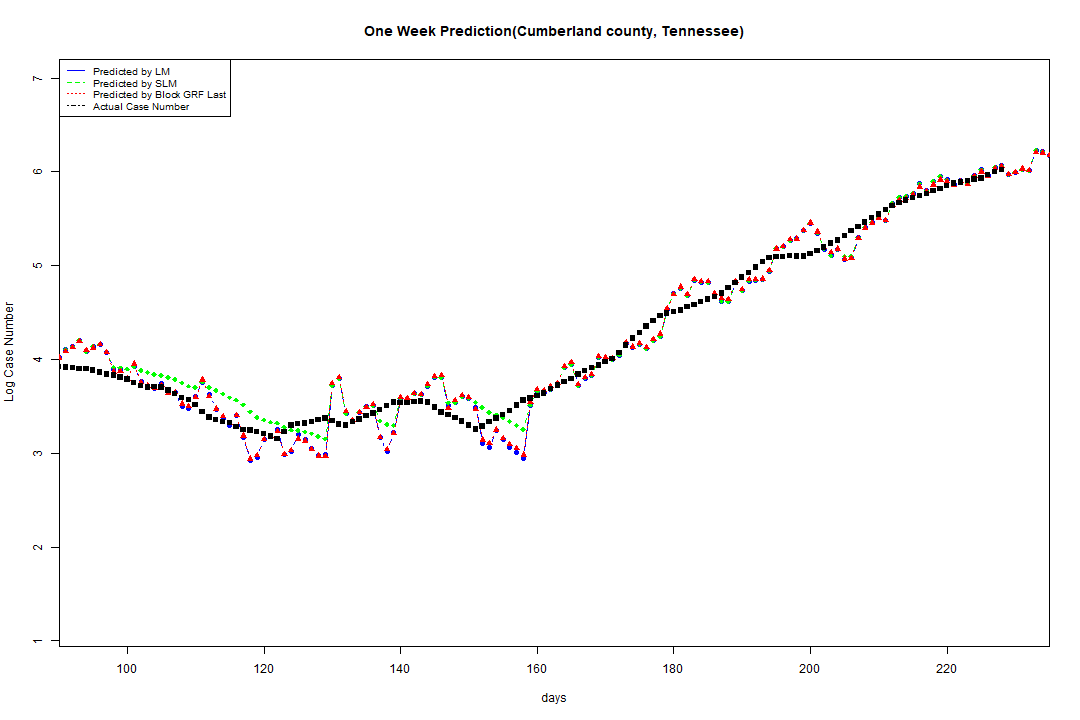 One Week Prediction(Cumberland county, Tennessee)
Predicted by LM
Predicted by SLM
Predicted by Block GRF Last
Actual Case Number
7
6
5
4
3
2
1
Log Case Number
100 120 140 160 180 200 220
days